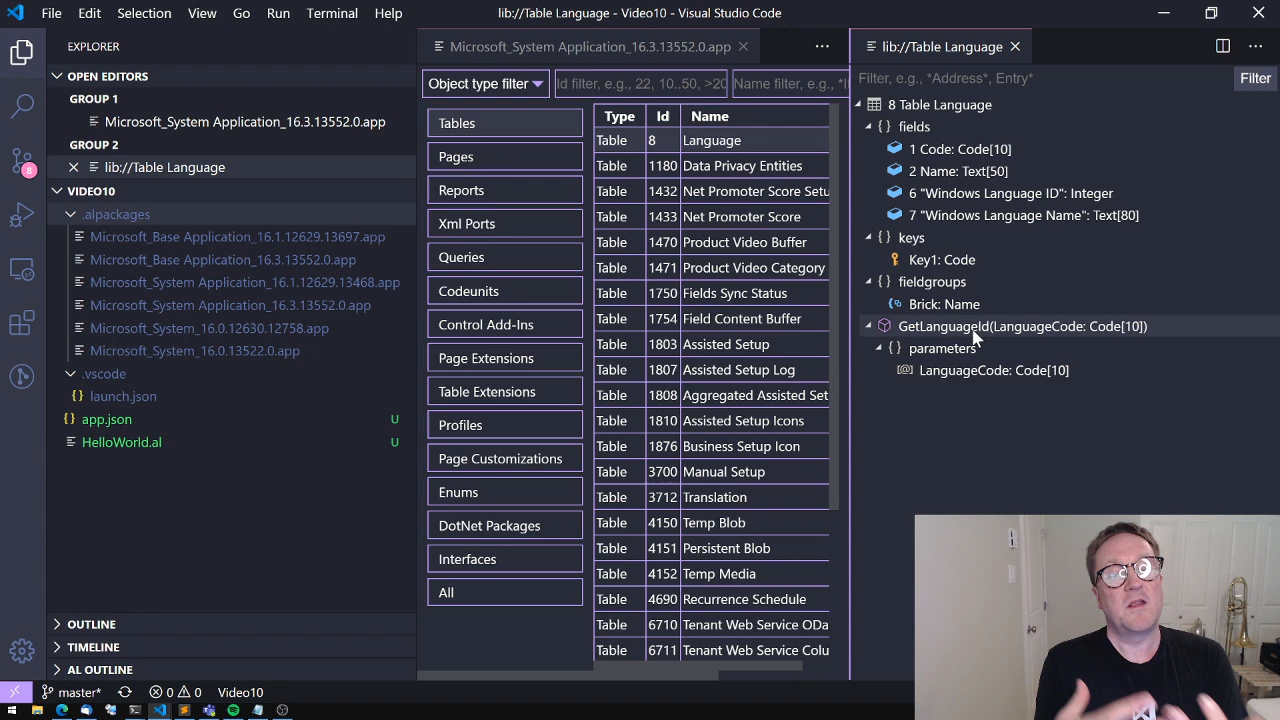 File Edit Selection View Go Run Terminal Help
lib://Table Language - Video10 - Visual Studio Code
EXPLORER
OPEN EDITORS
GROUP 1
Microsoft_System Application_16.3.13552.0.app
GROUP 2
lib://Table Language
VIDEO10
.alpackages
Microsoft_Base Application_16.1.12629.13697.app
Microsoft_Base Application_16.3.13552.0.app
Microsoft_System Application_16.1.12629.13468.app
Microsoft_System Application_16.3.13552.0.app
Microsoft_System_16.0.12630.12758.app
Microsoft_System_16.0.13522.0.app
.vscode
launch.json
app.json U
HelloWorld.al U
OUTLINE
TIMELINE
AL OUTLINE
8
Microsoft_System Application_16.3.13552.0.app
Object type filter
Id filter, e.g., 22, 10..50, >20
Name filter, e.g., *I
Tables
Pages
Reports
Xml Ports
Queries
Codeunits
Control Add-Ins
Page Extensions
Table Extensions
Profiles
Page Customizations
Enums
DotNet Packages
Interfaces
All
Type Id Name
Table 8 Language
Table 1180 Data Privacy Entities
Table 1432 Net Promoter Score Setu
Table 1433 Net Promoter Score
Table 1470 Product Video Buffer
Table 1471 Product Video Category
Table 1750 Fields Sync Status
Table 1754 Field Content Buffer
Table 1803 Assisted Setup
Table 1807 Assisted Setup Log
Table 1808 Aggregated Assisted Set
Table 1810 Assisted Setup Icons
Table 1876 Business Setup Icon
Table 3700 Manual Setup
Table 3712 Translation
Table 4150 Temp Blob
Table 4151 Persistent Blob
Table 4152 Temp Media
Table 4690 Recurrence Schedule
Table 6710 Tenant Web Service ODa
Table 6711 Tenant Web Service Colu
lib://Table Language
Filter, e.g., *Address*, Entry*
Filter
8 Table Language
{} fields
1 Code: Code[10]
2 Name: Text[50]
6 "Windows Language ID": Integer
7 "Windows Language Name": Text[80]
{} keys
Key1: Code
{} fieldgroups
Brick: Name
GetLanguageId(LanguageCode: Code[10])
{} parameters
LanguageCode: Code[10]
master* 0 0 Video10